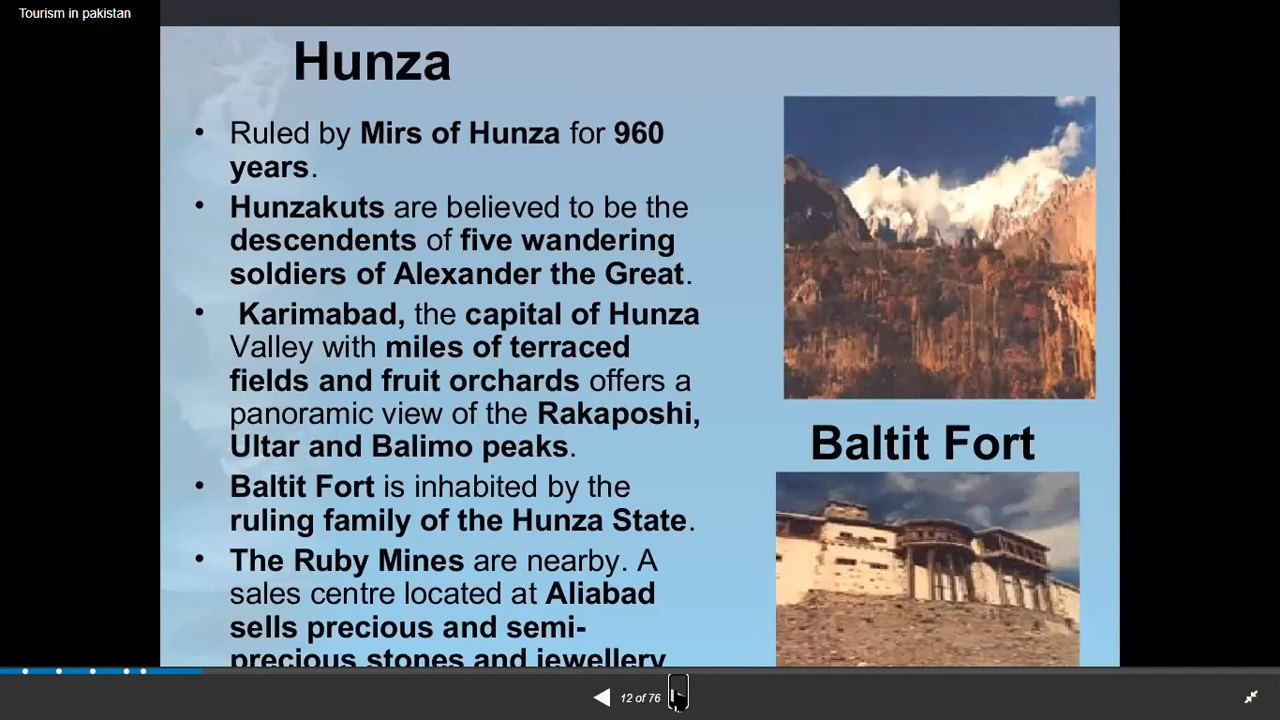 Tourism in pakistan
Hunza
• Ruled by Mirs of Hunza for 960
years.
• Hunzakuts are believed to be the
descendents of five wandering
soldiers of Alexander the Great.
• Karimabad, the capital of Hunza
Valley with miles of terraced
fields and fruit orchards offers a
panoramic view of the Rakaposhi,
Ultar and Balimo peaks.
• Baltit Fort is inhabited by the
ruling family of the Hunza State.
• The Ruby Mines are nearby. A
sales centre located at Aliabad
sells precious and semi-
precious stones and jewellery
Baltit Fort
12 of 76